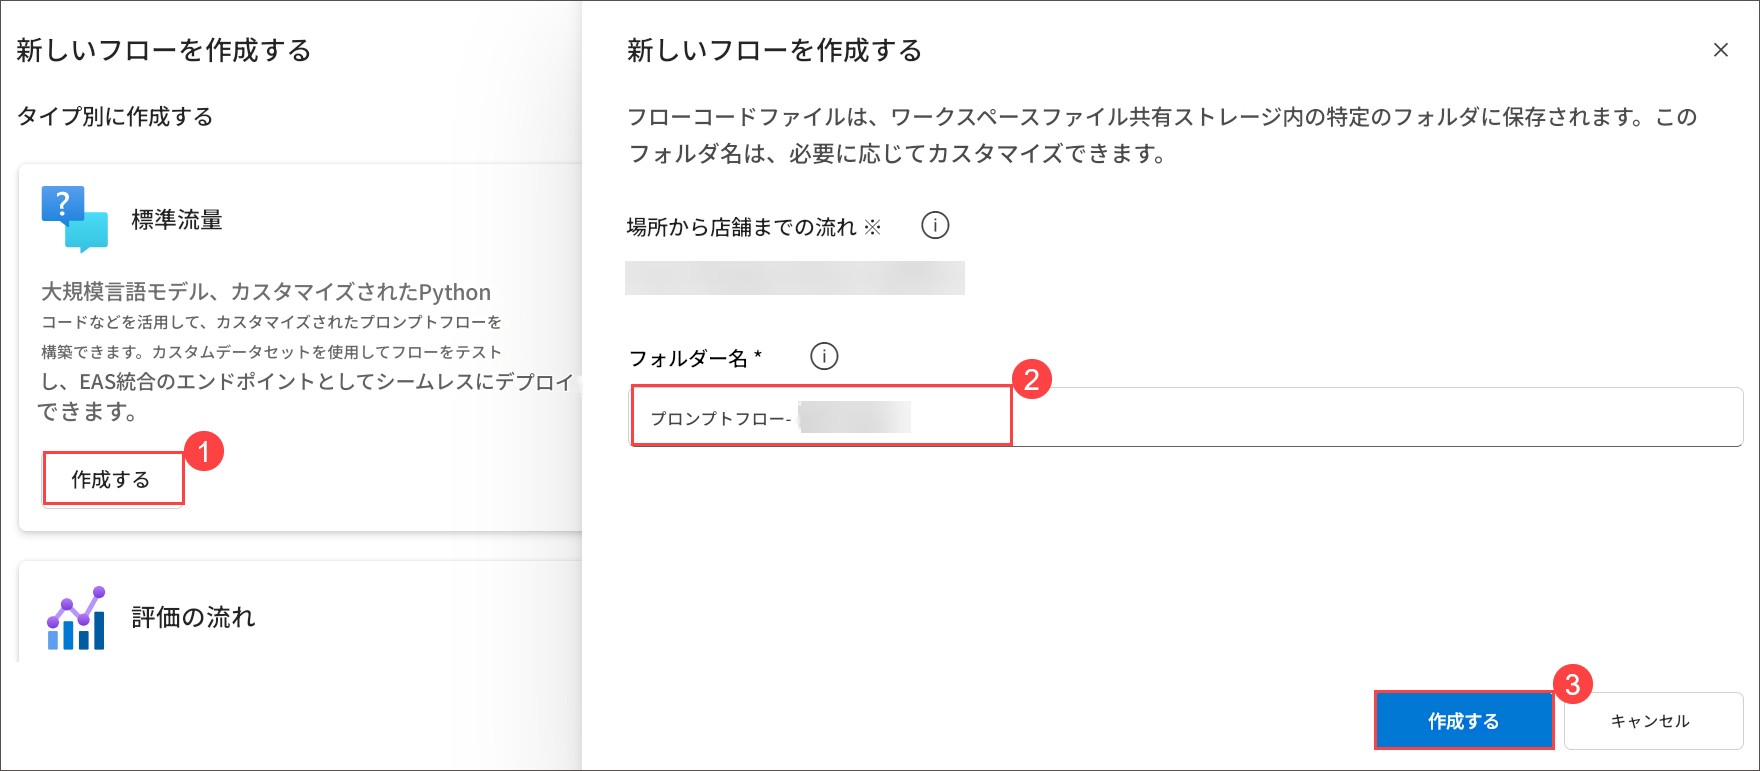 新しいフローを作成する
タイプ別に作成する
標準流量
大規模言語モデル、カスタマイズされたPython
コードなどを活用して、カスタマイズされたプロンプトフローを
構築できます。カスタムデータセットを使用してフローをテスト
し、EAS統合のエンドポイントとしてシームレスにデプロイ
できます。
1
作成する
評価の流れ
新しいフローを作成する
フローコードファイルは、ワークスペースファイル共有ストレージ内の特定のフォルダに保存されます。この
フォルダ名は、必要に応じてカスタマイズできます。
場所から店舗までの流れ ※
フォルダー名 *
2
プロンプトフロー-
3
作成する
キャンセル